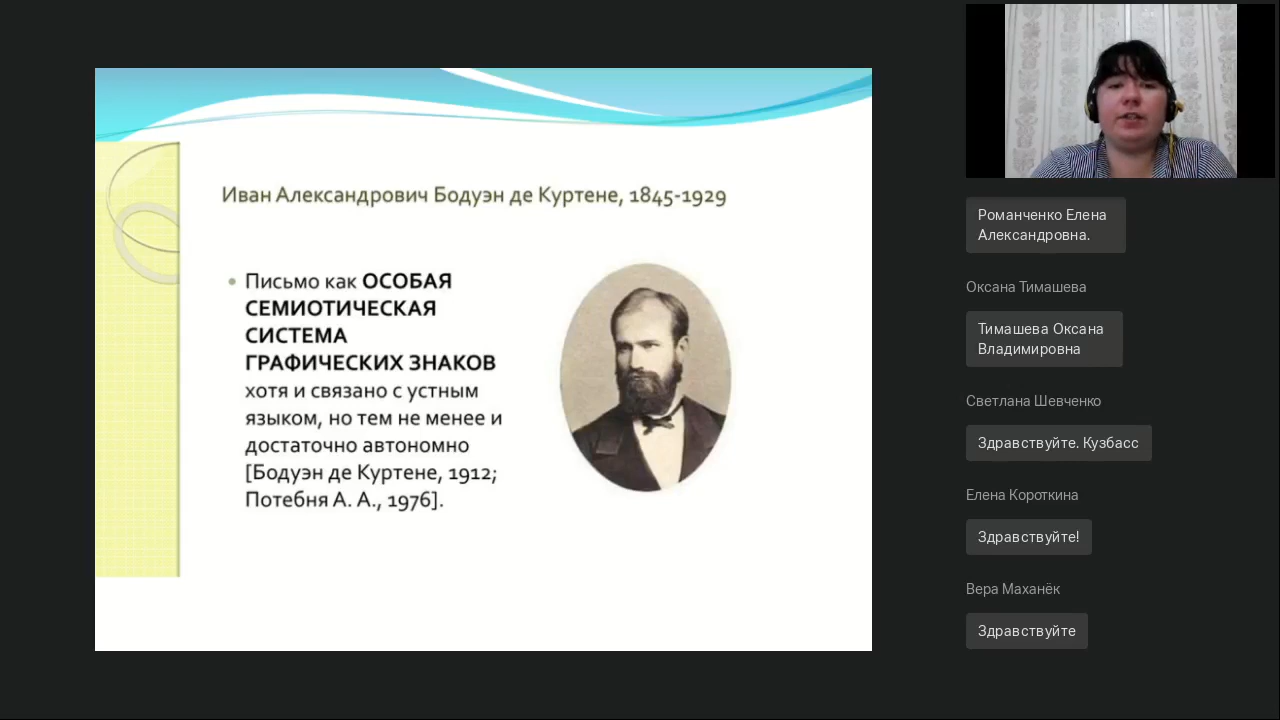 Иван Александрович Бодуэн де Куртене, 1845-1929
• Письмо как ОСОБАЯ
СЕМИОТИЧЕСКАЯ
СИСТЕМА
ГРАФИЧЕСКИХ ЗНАКОВ
хотя и связано с устным
языком, но тем не менее и
достаточно автономно
[Бодуэн де Куртене, 1912;
Потебня А. А., 1976].
Романченко Елена
Александровна.
Оксана Тимашева
Тимашева Оксана
Владимировна
Светлана Шевченко
Здравствуйте. Кузбасс
Елена Короткина
Здравствуйте!
Вера Маханёк
Здравствуйте